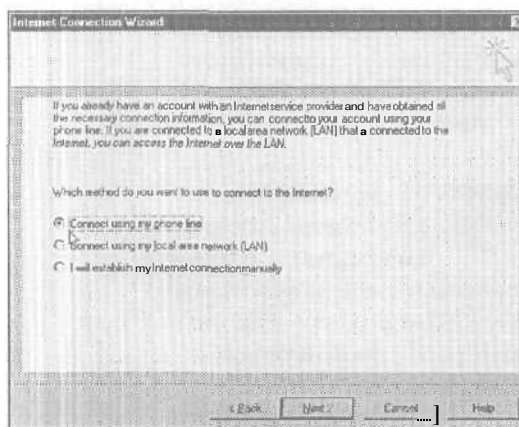 Internet Connection Wizard
If you already have an account with an Internet service provider and have obtained all
the necessary connection information, you can connect to your account using your
phone line. If you are connected to a local area network (LAN) that a connected to the
Internet, you can access the Internet over the LAN.
Which method do you want to use to connect to the Internet?
Connect using my phone line
Connect using my local area network (LAN)
I will establish my Internet connection manually
< Back Next > Cancel Help